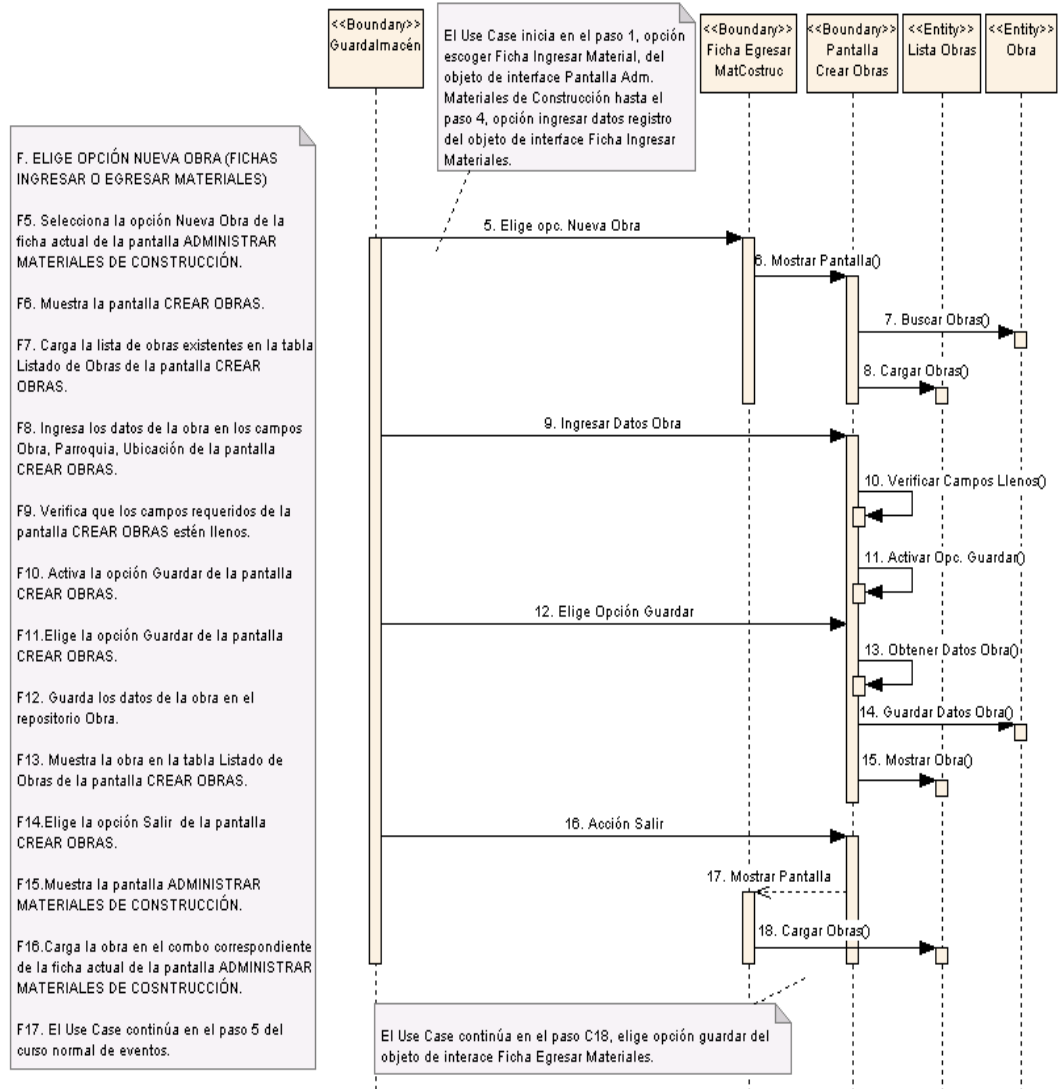 <<Boundary>>
GuardalmacÉn
El Use Case inicia en el paso 1, opción
escoger Ficha Ingresar Material, del
objeto de interface Pantalla Adm.
Materiales de Construcción hasta el
paso 4, opción ingresar datos registro
del objeto de interface Ficha Ingresar
Materiales.
<<Boundary>>
Ficha Egresar
MatCostruc
<<Boundary>>
Pantalla
Crear Obras
<<Entity>>
Lista Obras
<<Entity>>
Obra
F. ELIGE OPCIÓN NUEVA OBRA (FICHAS
INGRESAR O EGRESAR MATERIALES)
F5. Selecciona la opción Nueva Obra de la
ficha actual de la pantalla ADMINISTRAR
MATERIALES DE CONSTRUCCIÓN.
F6. Muestra la pantalla CREAR OBRAS.
F7. Carga la lista de obras existentes en la tabla
Listado de Obras de la pantalla CREAR
OBRAS.
F8. Ingresa los datos de la obra en los campos
Obra, Parroquia, Ubicación de la pantalla
CREAR OBRAS.
F9. Verifica que los campos requeridos de la
pantalla CREAR OBRAS estén llenos.
F10. Activa la opción Guardar de la pantalla
CREAR OBRAS.
F11.Elige la opción Guardar de la pantalla
CREAR OBRAS.
F12. Guarda los datos de la obra en el
repositorio Obra.
F13. Muestra la obra en la tabla Listado de
Obras de la pantalla CREAR OBRAS.
F14.Elige la opción Salir de la pantalla
CREAR OBRAS.
F15.Muestra la pantalla ADMINISTRAR
MATERIALES DE CONSTRUCCIÓN.
F16.Carga la obra en el combo correspondiente
de la ficha actual de la pantalla ADMINISTRAR
MATERIALES DE COSNTRUCCIÓN.
F17. El Use Case continúa en el paso 5 del
curso normal de eventos.
5. Elige opc. Nueva Obra
6. Mostrar Pantalla()
7. Buscar Obras()
8. Cargar Obras()
9. Ingresar Datos Obra
10. Verificar Campos Llenos()
11. Activar Opc. Guardar()
12. Elige Opción Guardar
13. Obtener Datos Obra()
14. Guardar Datos Obra()
15. Mostrar Obra()
16. Acción Salir
17. Mostrar Pantalla
18. Cargar Obras()
El Use Case continúa en el paso C18, elige opción guardar del
objeto de interace Ficha Egresar Materiales.